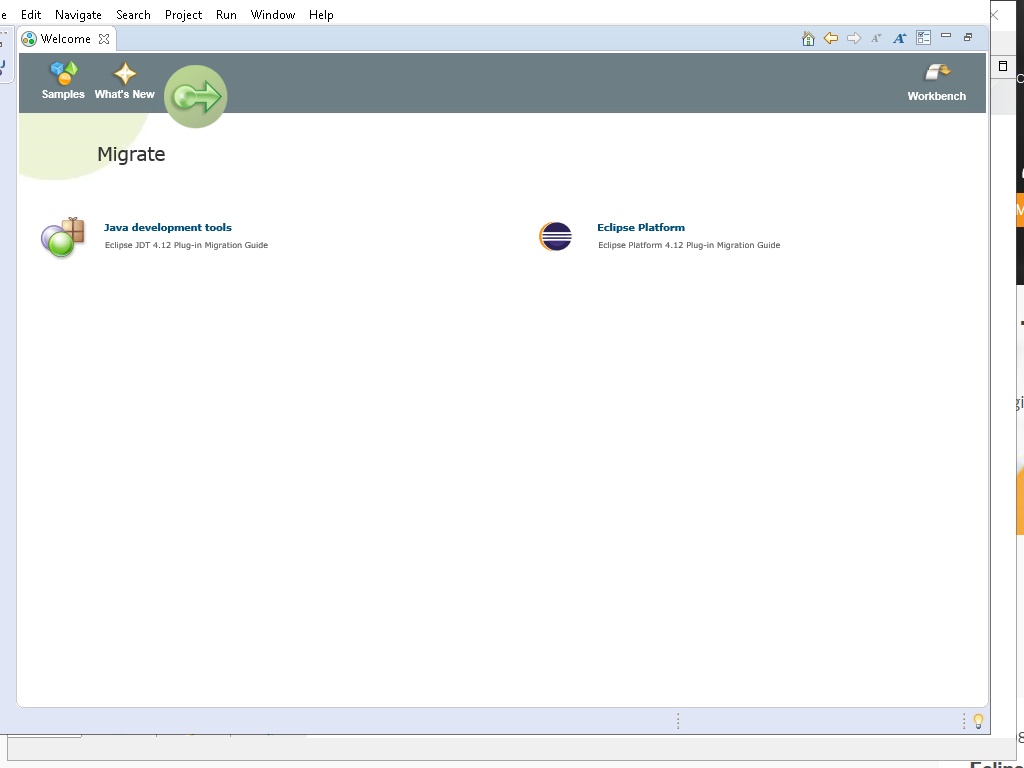 e Edit Navigate Search Project Run Window Help
Welcome
Samples What's New Workbench
Migrate
Java development tools
Eclipse JDT 4.12 Plug-in Migration Guide
Eclipse Platform
Eclipse Platform 4.12 Plug-in Migration Guide